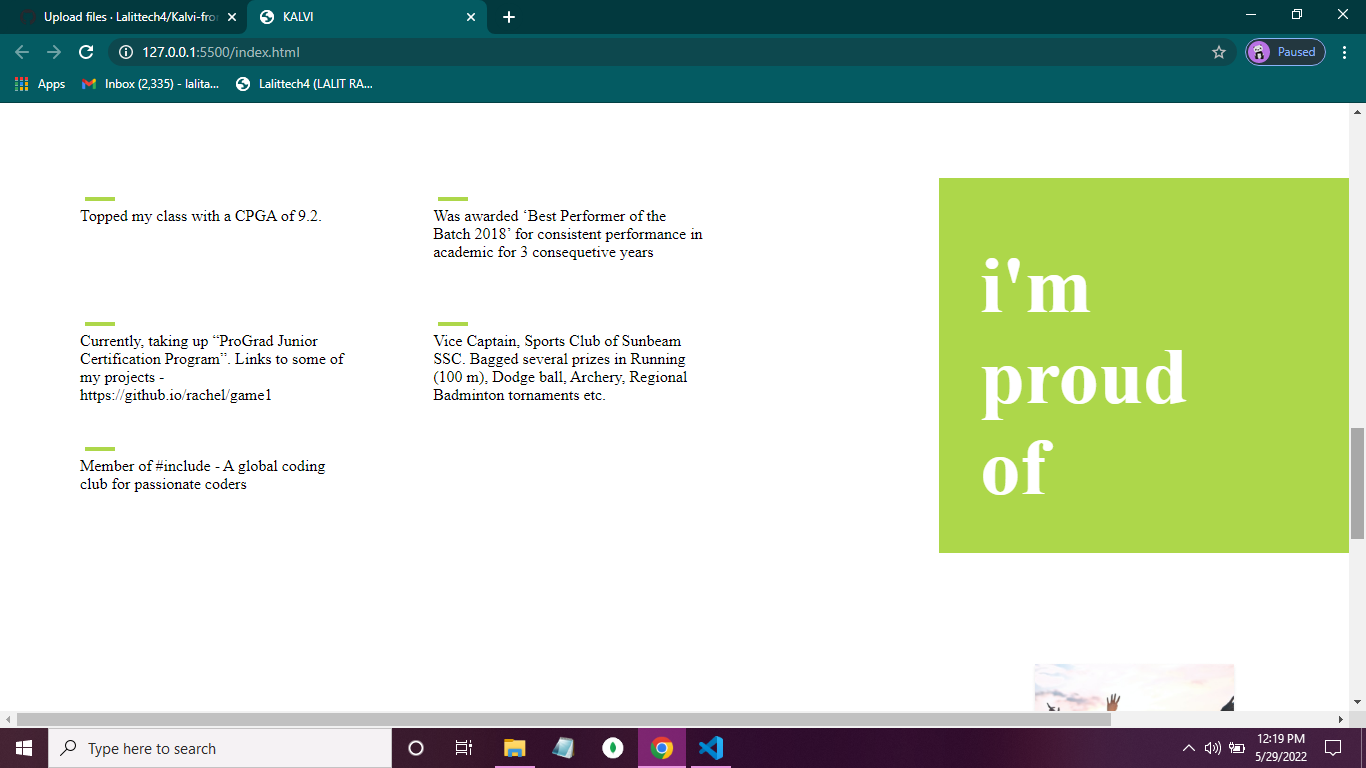 Upload files · Lalittech4/Kalvi-fro
KALVI
127.0.0.1:5500/index.html
Paused
Apps
Inbox (2,335) - lalita...
Lalittech4 (LALIT RA...
Topped my class with a CPGA of 9.2.
Was awarded ‘Best Performer of the
Batch 2018’ for consistent performance in
academic for 3 consequetive years
Currently, taking up “ProGrad Junior
Certification Program”. Links to some of
my projects -
https://github.io/rachel/game1
Vice Captain, Sports Club of Sunbeam
SSC. Bagged several prizes in Running
(100 m), Dodge ball, Archery, Regional
Badminton tornaments etc.
Member of #include - A global coding
club for passionate coders
i'm
proud
of
Type here to search
12:19 PM
5/29/2022